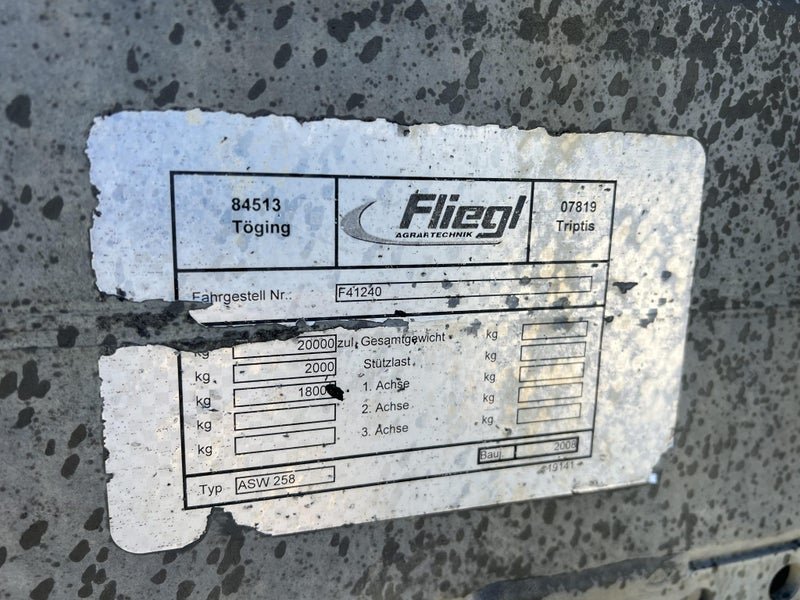 84513
Töging
Fliegl
AGRARTECHNIK
07819
Triptis
Fahrgestell Nr.: F41240
kg 20000 zul. Gesamtgewicht kg
kg 2000 Stützlast kg
kg 1800 1. Achse kg
kg 2. Achse kg
kg 3. Achse kg
Bauj. 2008
Typ ASW 258
19141